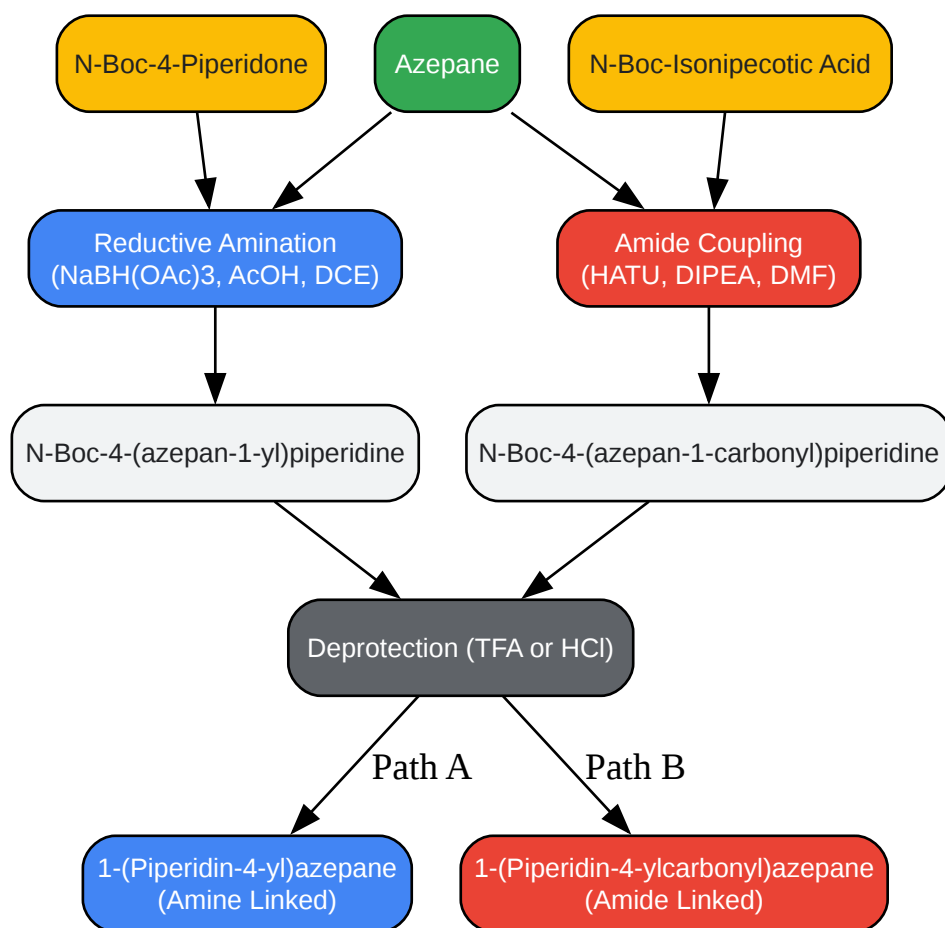 N-Boc-4-Piperidone
Azepane
N-Boc-Isonipecotic Acid
Reductive Amination
(NaBH(OAc)3, AcOH, DCE)
Amide Coupling
(HATU, DIPEA, DMF)
N-Boc-4-(azepan-1-yl)piperidine
N-Boc-4-(azepan-1-carbonyl)piperidine
Deprotection (TFA or HCl)
Path A
Path B
1-(Piperidin-4-yl)azepane
(Amine Linked)
1-(Piperidin-4-ylcarbonyl)azepane
(Amide Linked)